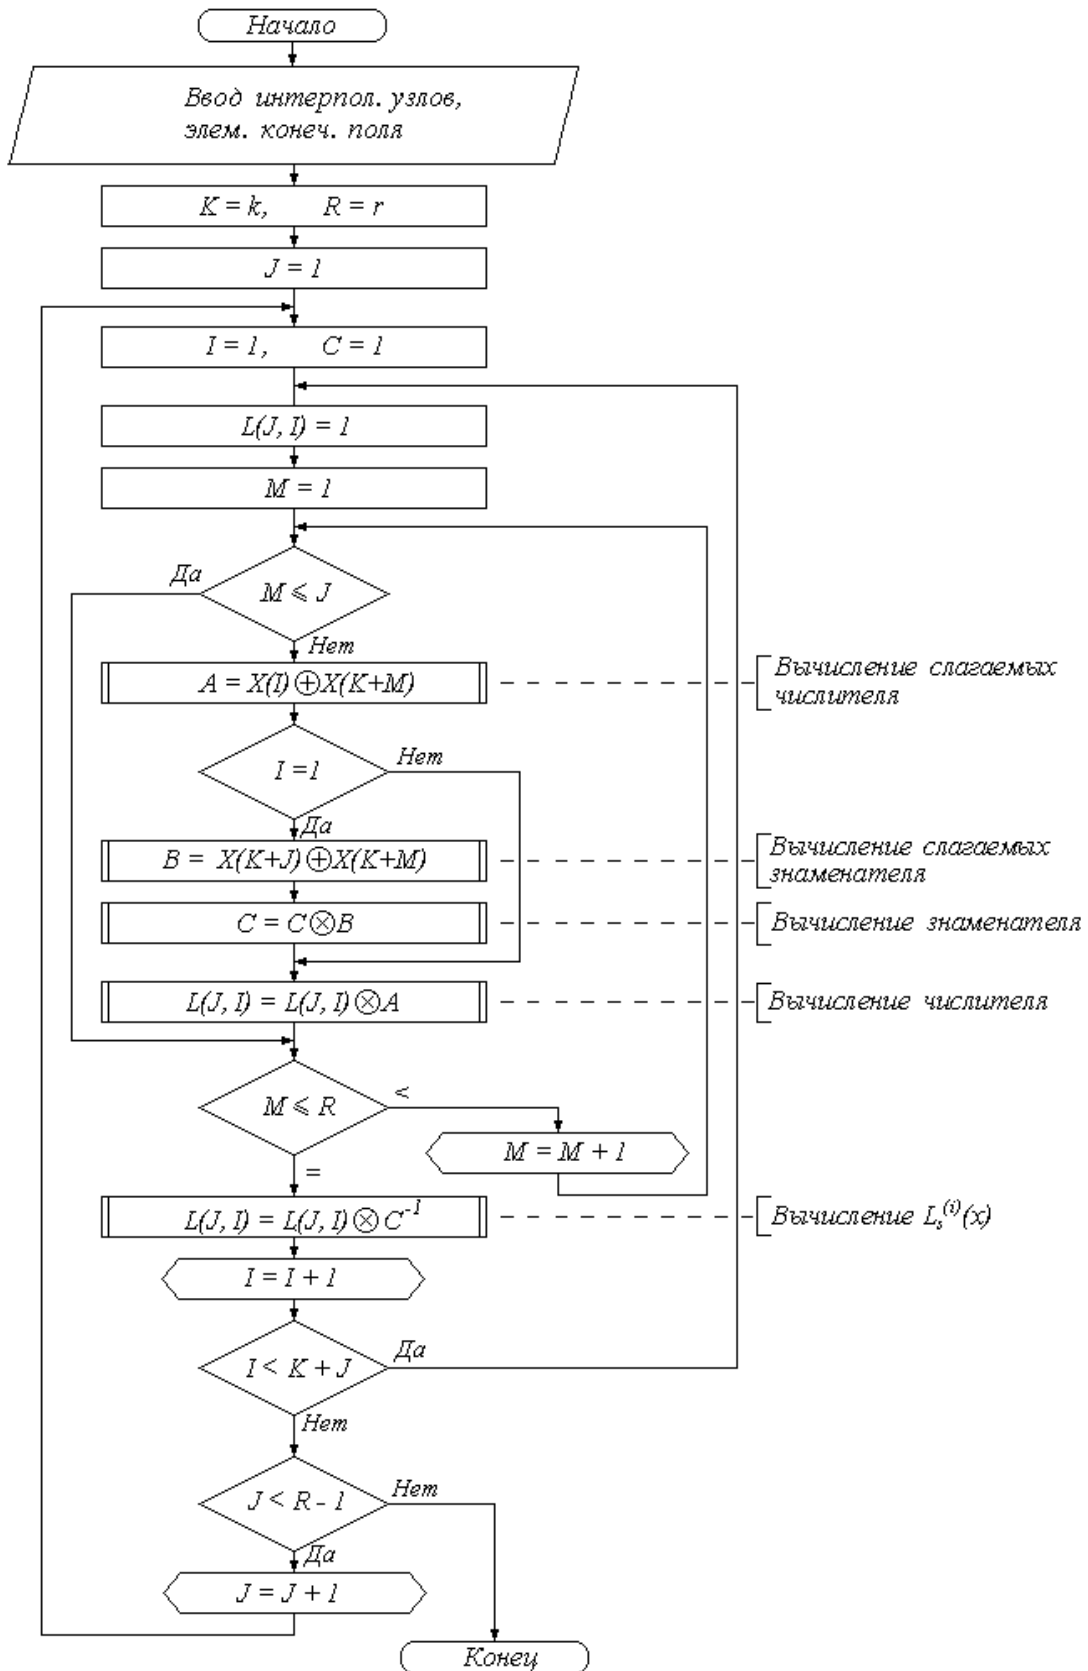 Начало
Ввод интерпол. узлов,
элем. конеч. поля
K = k, R = r
J = 1
I = 1, C = 1
L(J, I) = 1
M = 1
Да
M ⩽ J
Нет
A = X(I)⊕X(K+M)
Вычисление слагаемых
числителя
I =1
Нет
Да
B = X(K+J)⊕X(K+M)
Вычисление слагаемых
знаменателя
C = C⊗B
Вычисление знаменателя
L(J, I) = L(J, I)⊗A
Вычисление числителя
M ⩽ R
<
M = M + 1
=
L(J, I) = L(J, I)⊗C⁻¹
Вычисление Lₛ⁽ⁱ⁾(x)
I = I + 1
I < K + J
Да
Нет
J < R - 1
Нет
Да
J = J + 1
Конец